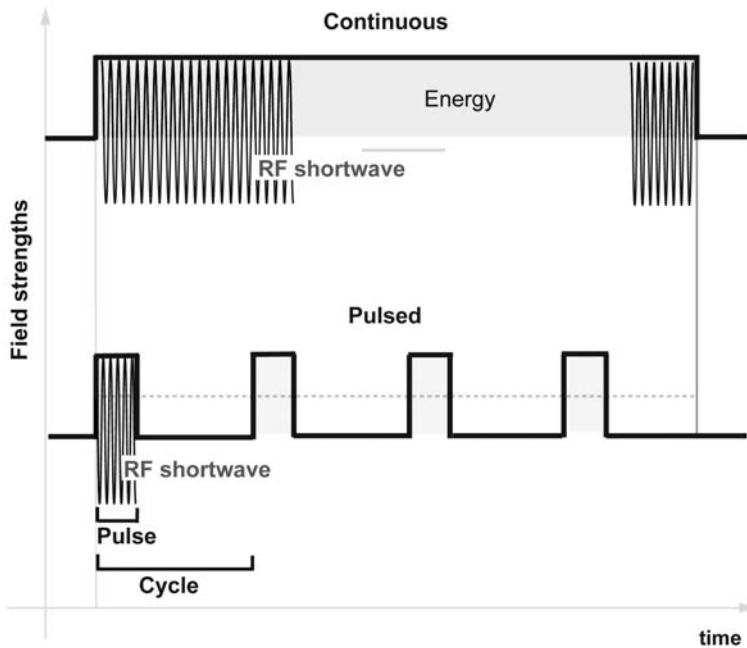 Continuous
Energy
RF shortwave
Field strengths
Pulsed
RF shortwave
Pulse
Cycle
time